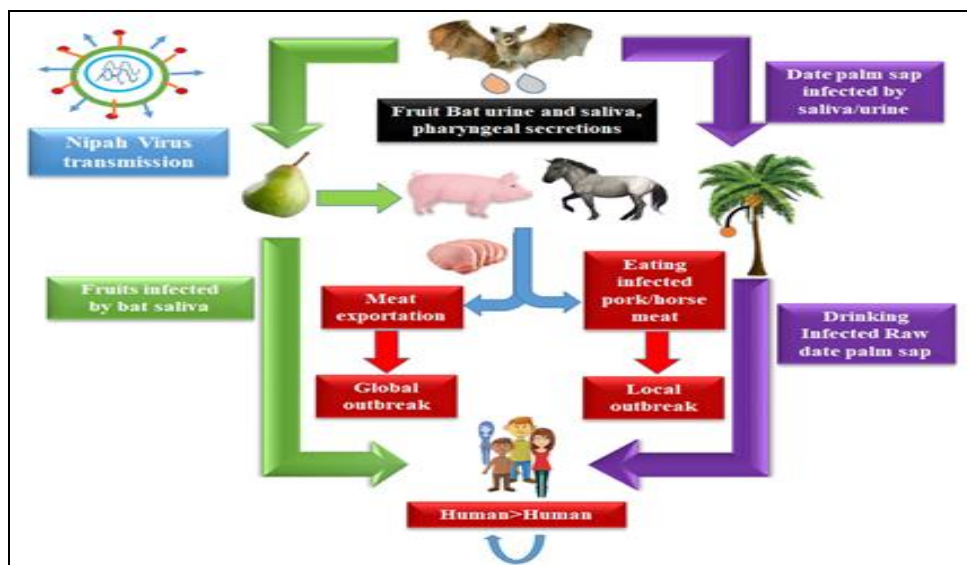 Fruit Bat urine and saliva,
pharyngeal secretions
Date palm sap
infected by
saliva/urine
Nipah Virus
transmission
Fruits infected
by bat saliva
Meat
exportation
Eating
infected
pork/horse
meat
Drinking
Infected Raw
date palm sap
Global
outbreak
Local
outbreak
Human>Human